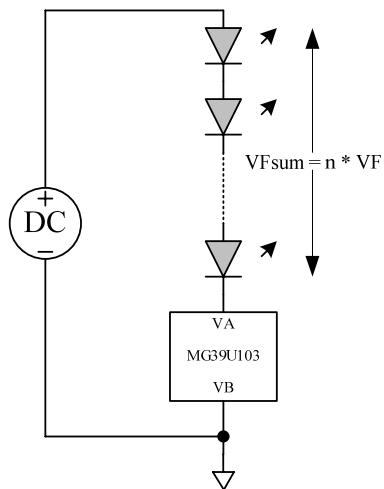 VFsum = n * VF
+
DC
−
VA
MG39U103
VB